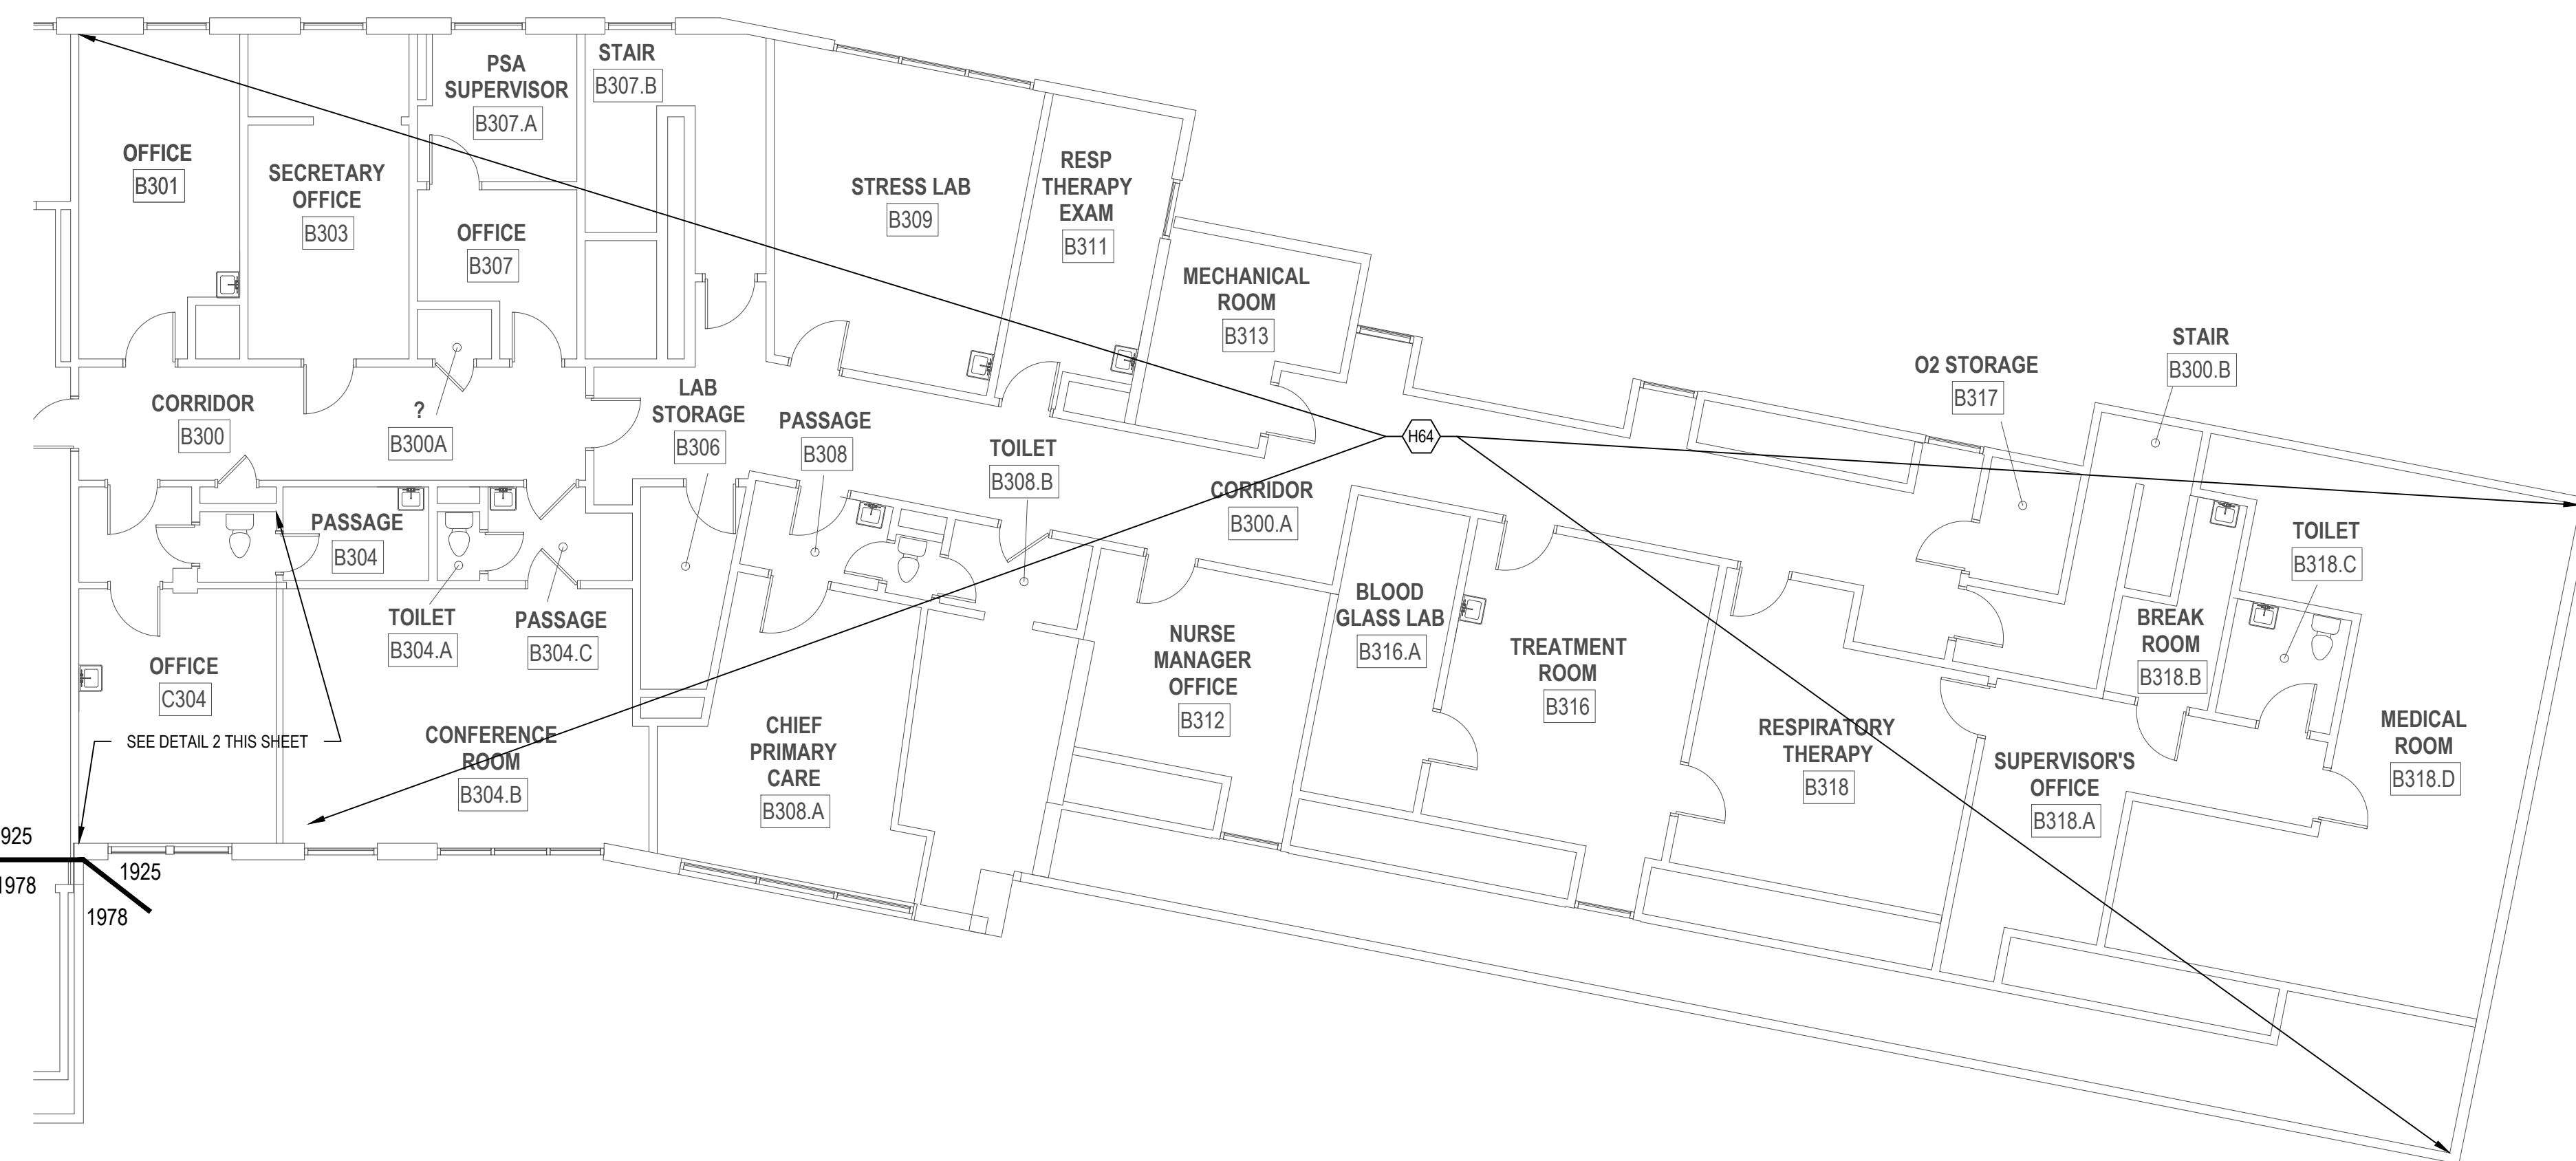 OFFICE
B301
SECRETARY
OFFICE
B303
PSA
SUPERVISOR
B307.A
OFFICE
B307
STAIR
B307.B
STRESS LAB
B309
RESP
THERAPY
EXAM
B311
MECHANICAL
ROOM
B313
STAIR
B300.B
O2 STORAGE
B317
CORRIDOR
B300
?
B300A
LAB
STORAGE
B306
PASSAGE
B308
TOILET
B308.B
H64
CORRIDOR
B300.A
PASSAGE
B304
TOILET
B304.A
PASSAGE
B304.C
OFFICE
C304
SEE DETAIL 2 THIS SHEET
CONFERENCE
ROOM
B304.B
CHIEF
PRIMARY
CARE
B308.A
NURSE
MANAGER
OFFICE
B312
BLOOD
GLASS LAB
B316.A
TREATMENT
ROOM
B316
RESPIRATORY
THERAPY
B318
SUPERVISOR'S
OFFICE
B318.A
BREAK
ROOM
B318.B
TOILET
B318.C
MEDICAL
ROOM
B318.D
925
1978
1925
1978